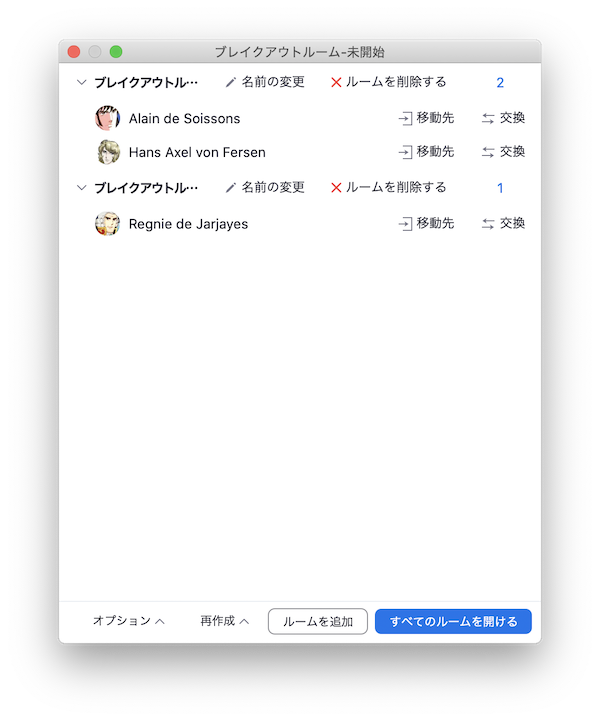 ブレイクアウトルーム-未開始
ブレイクアウトル… 名前の変更 ルームを削除する 2
Alain de Soissons 移動先 交換
Hans Axel von Fersen 移動先 交換
ブレイクアウトル… 名前の変更 ルームを削除する 1
Regnie de Jarjayes 移動先 交換
オプション 再作成 ルームを追加 すべてのルームを開ける